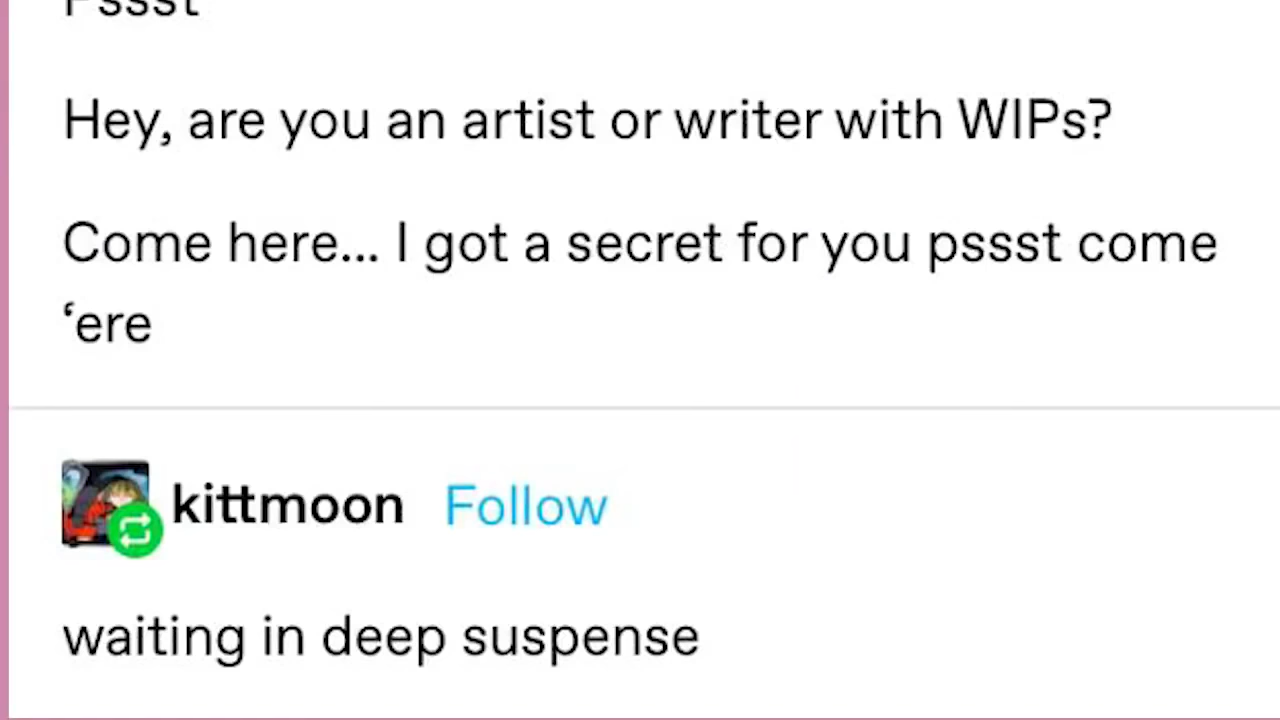 Pssst
Hey, are you an artist or writer with WIPs?
Come here... I got a secret for you pssst come
‘ere
kittmoon Follow
waiting in deep suspense